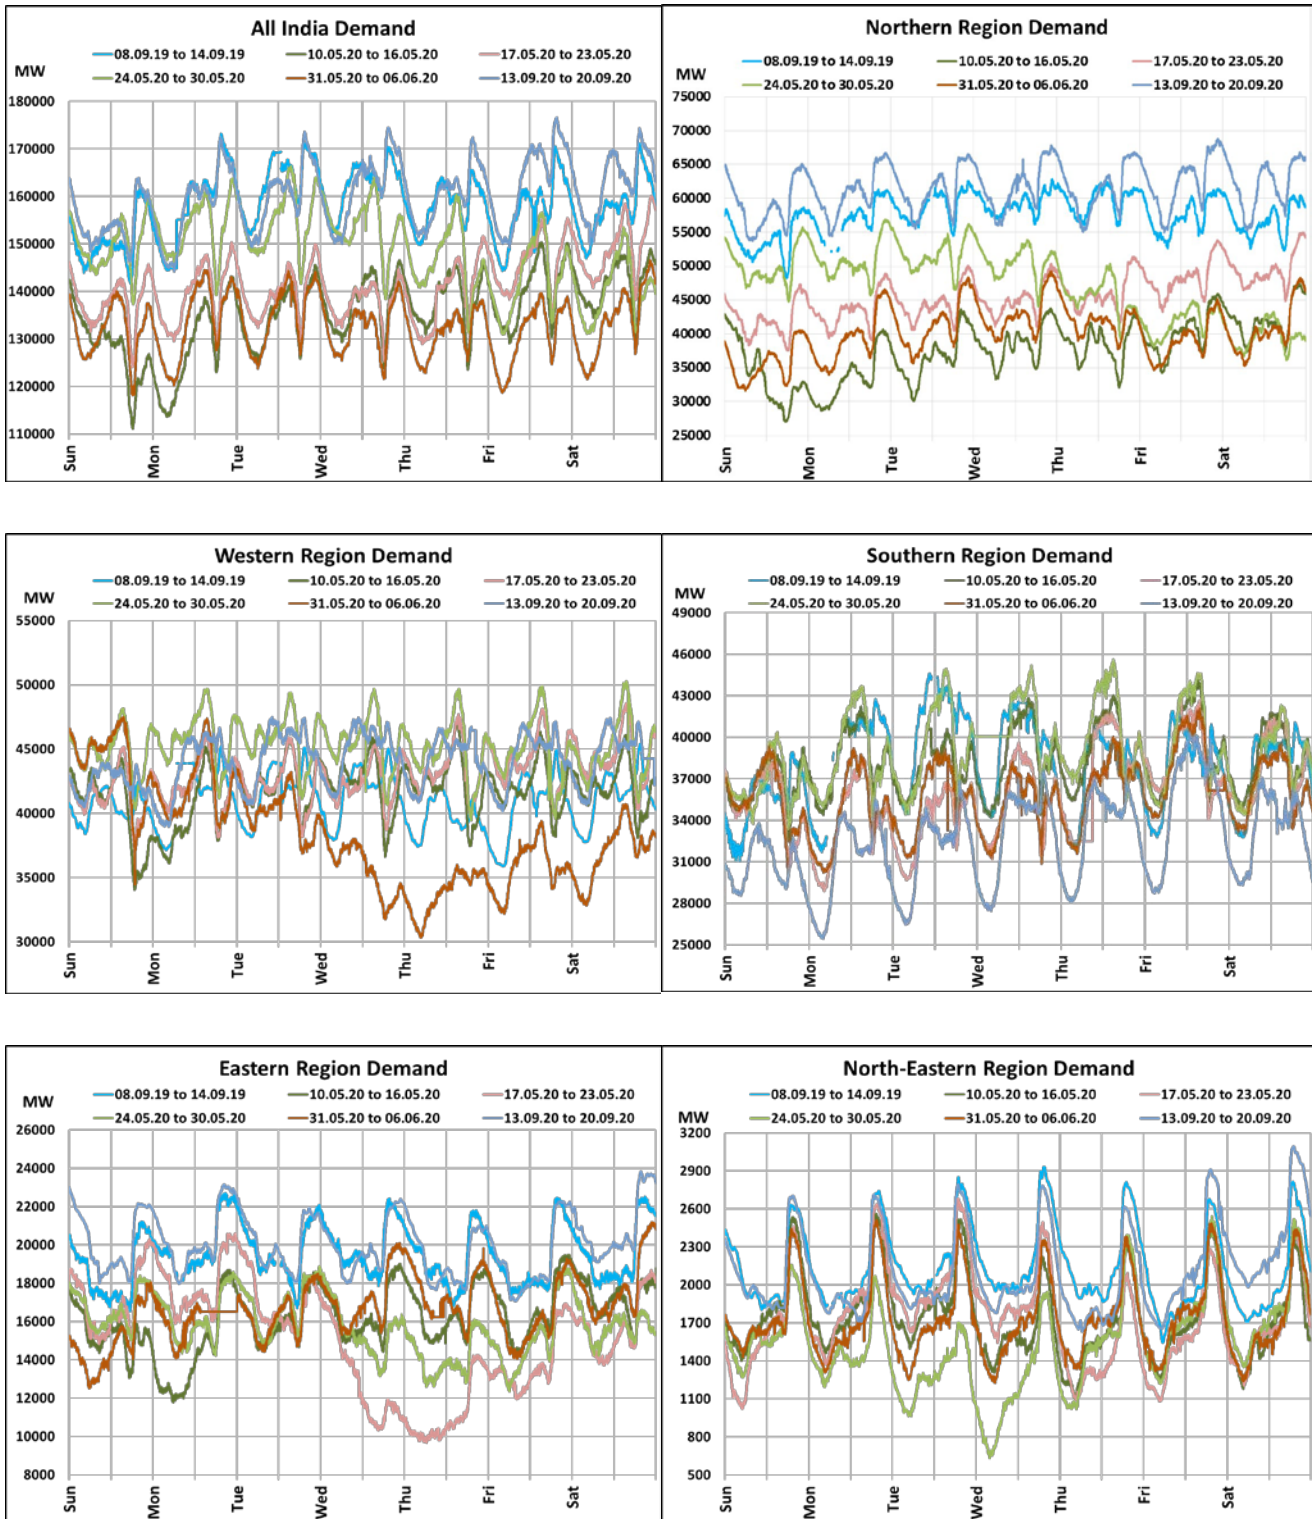 All India Demand
08.09.19 to 14.09.19 10.05.20 to 16.05.20 17.05.20 to 23.05.20
24.05.20 to 30.05.20 31.05.20 to 06.06.20 13.09.20 to 20.09.20
MW
180000
170000
160000
150000
140000
130000
120000
110000
Sun Mon Tue Wed Thu Fri Sat
Northern Region Demand
08.09.19 to 14.09.19 10.05.20 to 16.05.20 17.05.20 to 23.05.20
24.05.20 to 30.05.20 31.05.20 to 06.06.20 13.09.20 to 20.09.20
MW
75000
70000
65000
60000
55000
50000
45000
40000
35000
30000
25000
Sun Mon Tue Wed Thu Fri Sat
Western Region Demand
08.09.19 to 14.09.19 10.05.20 to 16.05.20 17.05.20 to 23.05.20
24.05.20 to 30.05.20 31.05.20 to 06.06.20 13.09.20 to 20.09.20
MW
55000
50000
45000
40000
35000
30000
Sun Mon Tue Wed Thu Fri Sat
Southern Region Demand
08.09.19 to 14.09.19 10.05.20 to 16.05.20 17.05.20 to 23.05.20
24.05.20 to 30.05.20 31.05.20 to 06.06.20 13.09.20 to 20.09.20
MW
49000
46000
43000
40000
37000
34000
31000
28000
25000
Sun Mon Tue Wed Thu Fri Sat
Eastern Region Demand
08.09.19 to 14.09.19 10.05.20 to 16.05.20 17.05.20 to 23.05.20
24.05.20 to 30.05.20 31.05.20 to 06.06.20 13.09.20 to 20.09.20
MW
26000
24000
22000
20000
18000
16000
14000
12000
10000
8000
Sun Mon Tue Wed Thu Fri Sat
North-Eastern Region Demand
08.09.19 to 14.09.19 10.05.20 to 16.05.20 17.05.20 to 23.05.20
24.05.20 to 30.05.20 31.05.20 to 06.06.20 13.09.20 to 20.09.20
MW
3200
2900
2600
2300
2000
1700
1400
1100
800
500
Sun Mon Tue Wed Thu Fri Sat